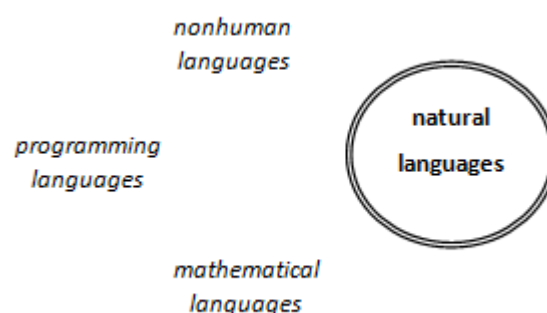 nonhuman
languages
natural
languages
programming
languages
mathematical
languages